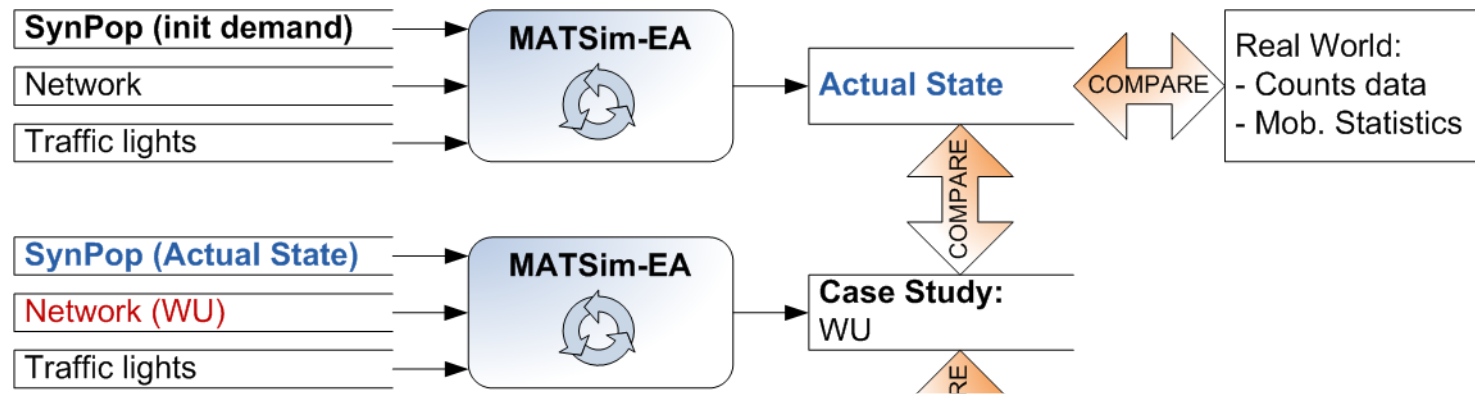 SynPop (init demand)
Network
Traffic lights
MATSim-EA
Actual State
COMPARE
Real World:
- Counts data
- Mob. Statistics
COMPARE
SynPop (Actual State)
Network (WU)
Traffic lights
MATSim-EA
Case Study:
WU